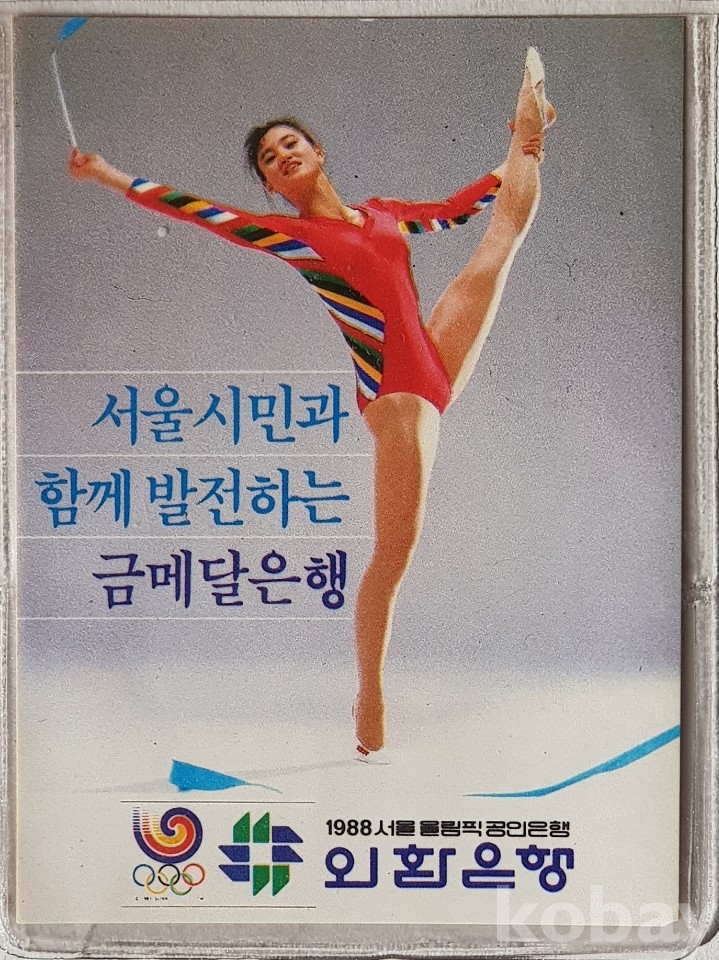 서울시민과
함께 발전하는
금메달은행
1988 서울 올림픽 공인은행
외환은행
kobay